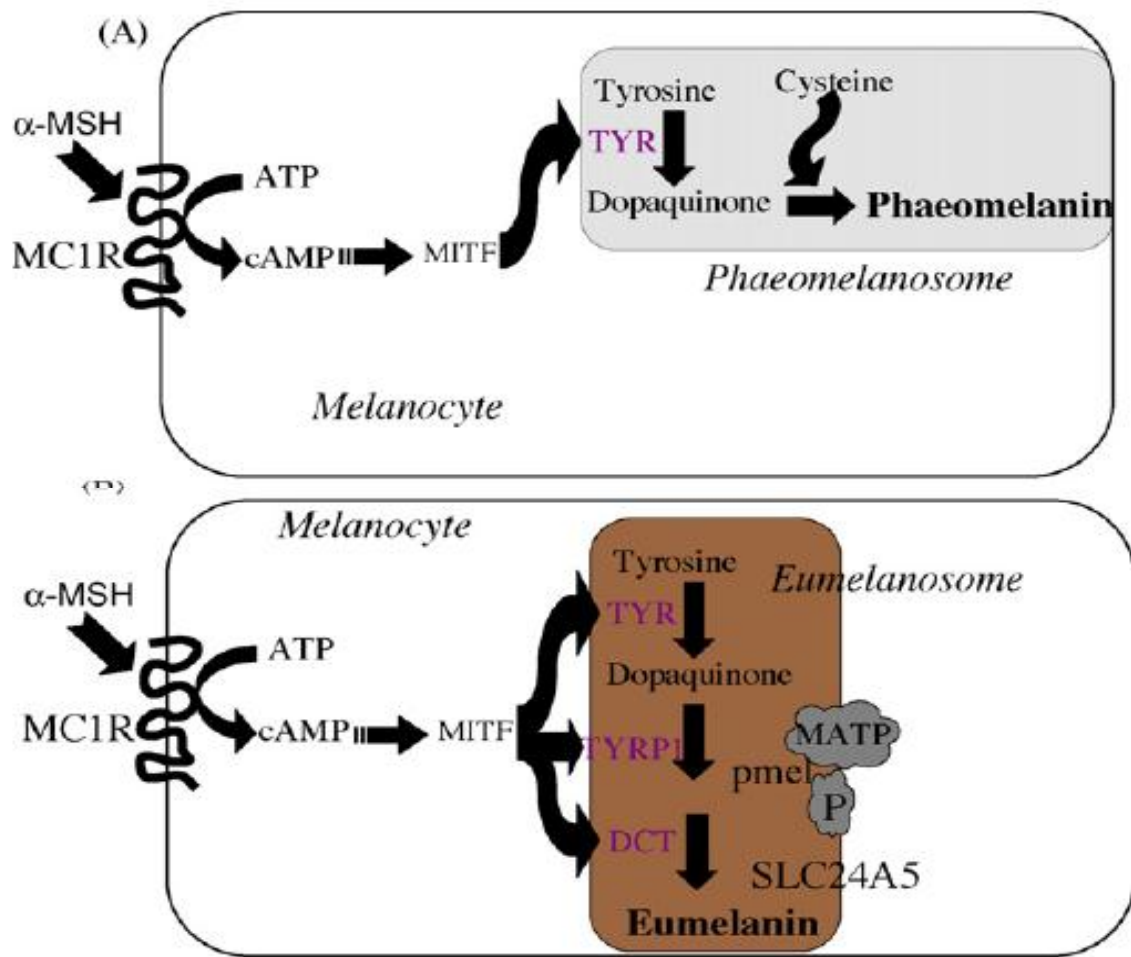 (A)
α-MSH
ATP
MC1R
cAMP
MITF
Tyrosine
Cysteine
TYR
Dopaquinone
Phaeomelanin
Phaeomelanosome
Melanocyte
Melanocyte
α-MSH
ATP
MC1R
cAMP
MITF
Tyrosine
Eumelanosome
TYR
Dopaquinone
TYRP1
MATP
pmel
P
DCT
SLC24A5
Eumelanin